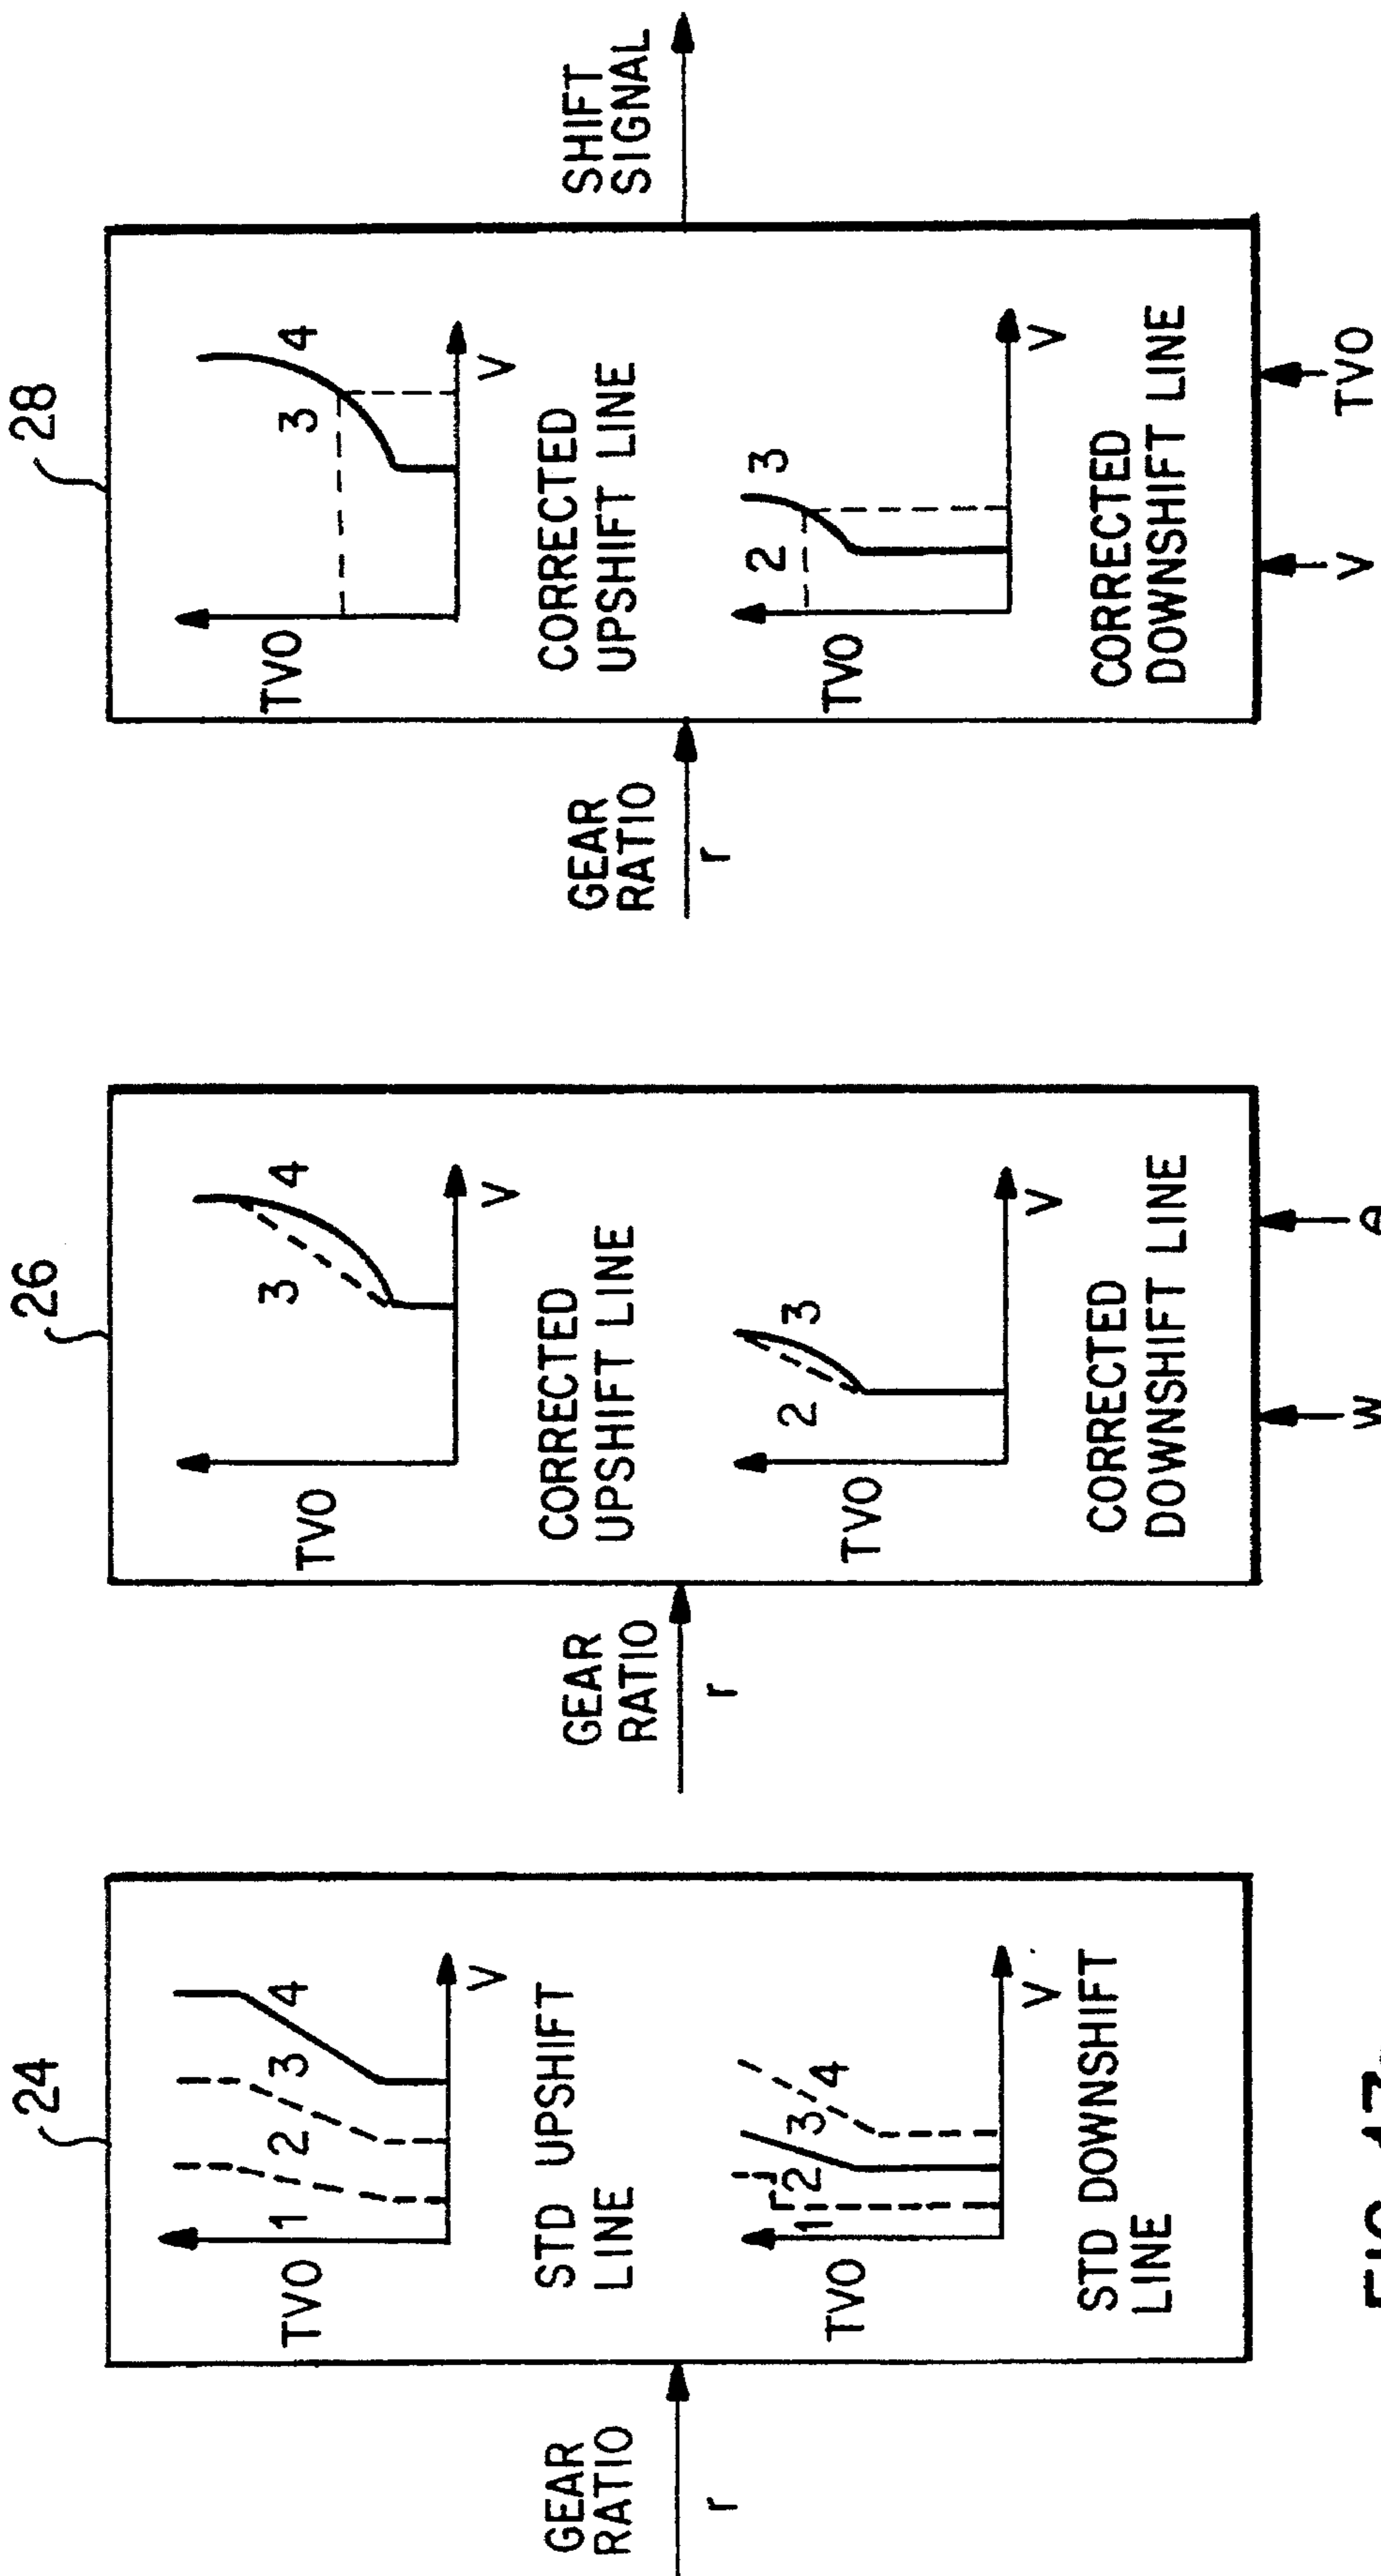 24
TVO
1
2
3
4
V
STD UPSHIFT
LINE
TVO
1
2
3
4
V
STD DOWNSHIFT
LINE
GEAR
RATIO
r
26
TVO
3
4
V
CORRECTED
UPSHIFT LINE
TVO
2
3
V
CORRECTED
DOWNSHIFT LINE
GEAR
RATIO
r
W
28
TVO
3
4
V
CORRECTED
UPSHIFT LINE
TVO
2
3
V
CORRECTED
DOWNSHIFT LINE
GEAR
RATIO
r
V
TVO
SHIFT
SIGNAL